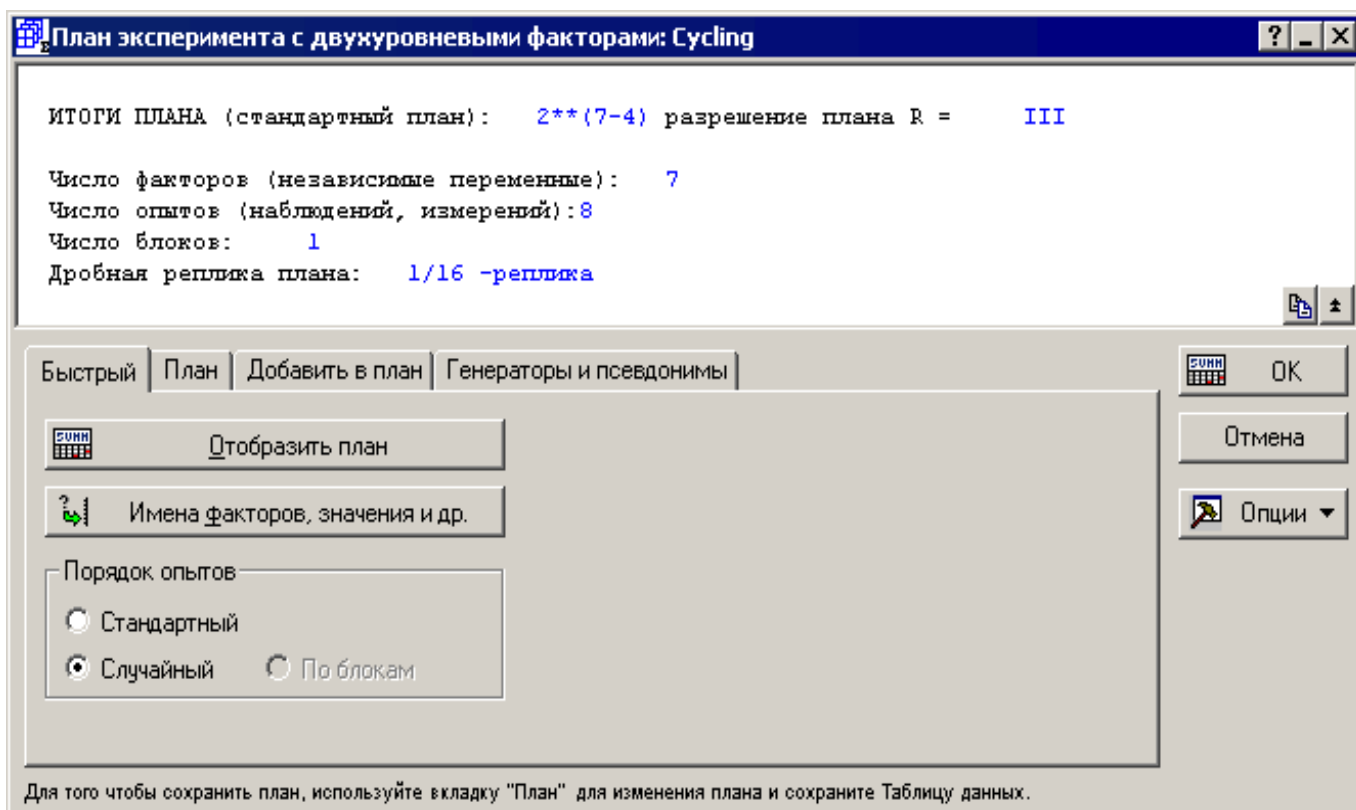 План эксперимента с двухуровневыми факторами: Cycling
ИТОГИ ПЛАНА (стандартный план): 2**(7-4) разрешение плана R = III
Число факторов (независимые переменные): 7
Число опытов (наблюдений, измерений):8
Число блоков: 1
Дробная реплика плана: 1/16 -реплика
Быстрый План Добавить в план Генераторы и псевдонимы
SUMM OK
SUMM Отобразить план
Отмена
Имена факторов, значения и др.
Опции
Порядок опытов
Стандартный
Случайный По блокам
Для того чтобы сохранить план, используйте вкладку "План" для изменения плана и сохраните Таблицу данных.